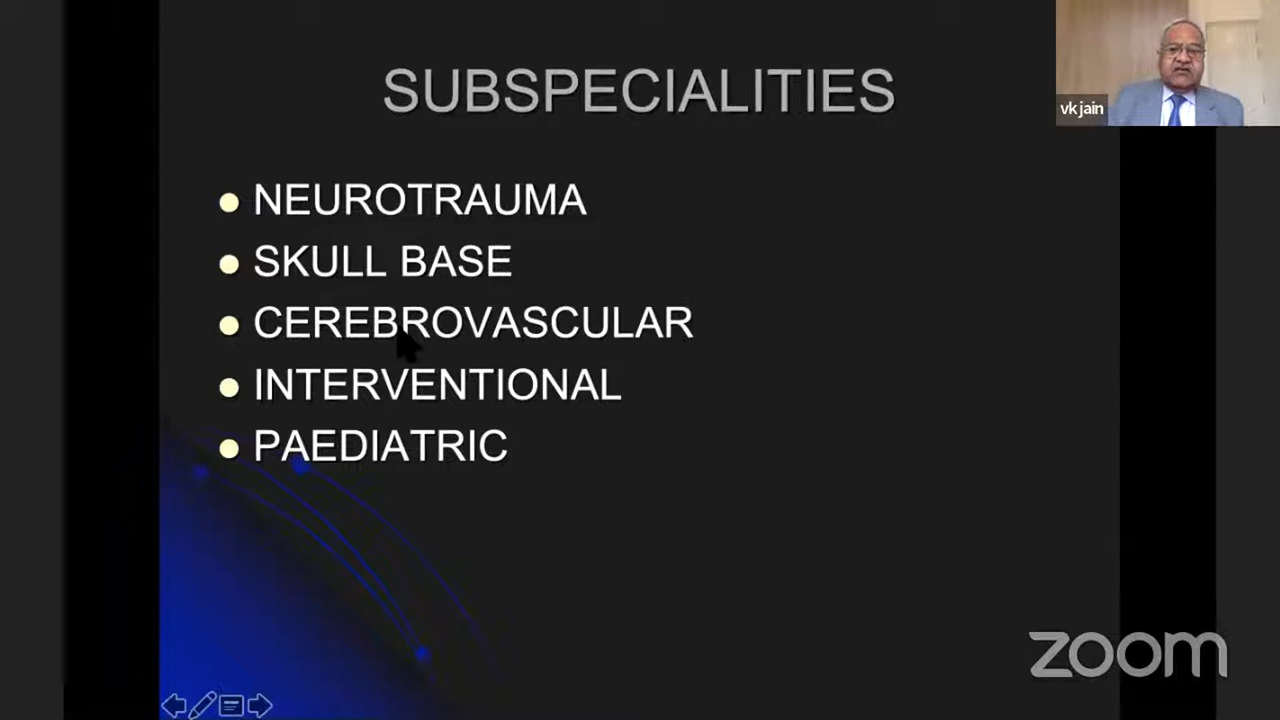 SUBSPECIALITIES
vk jain
NEUROTRAUMA
SKULL BASE
CEREBROVASCULAR
INTERVENTIONAL
PAEDIATRIC
zoom